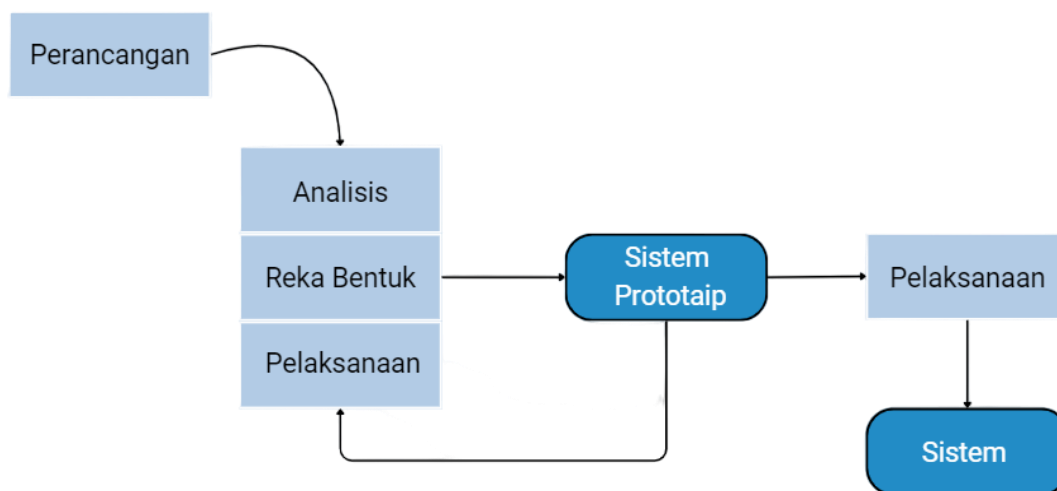 Perancangan
Analisis
Reka Bentuk
Pelaksanaan
Sistem
Prototaip
Pelaksanaan
Sistem